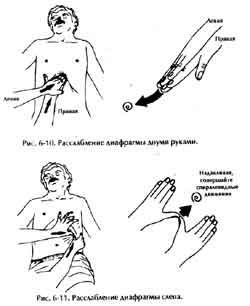 Левая
Правая
Левая
Правая
Рис. 6-10. Расслабление диафрагмы двумя руками.
Надавливая,
совершайте
спиралевидные
движения
Рис. 6-11. Расслабление диафрагмы слева.